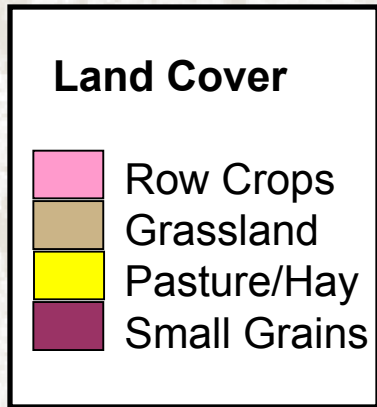 Land Cover
Row Crops
Grassland
Pasture/Hay
Small Grains